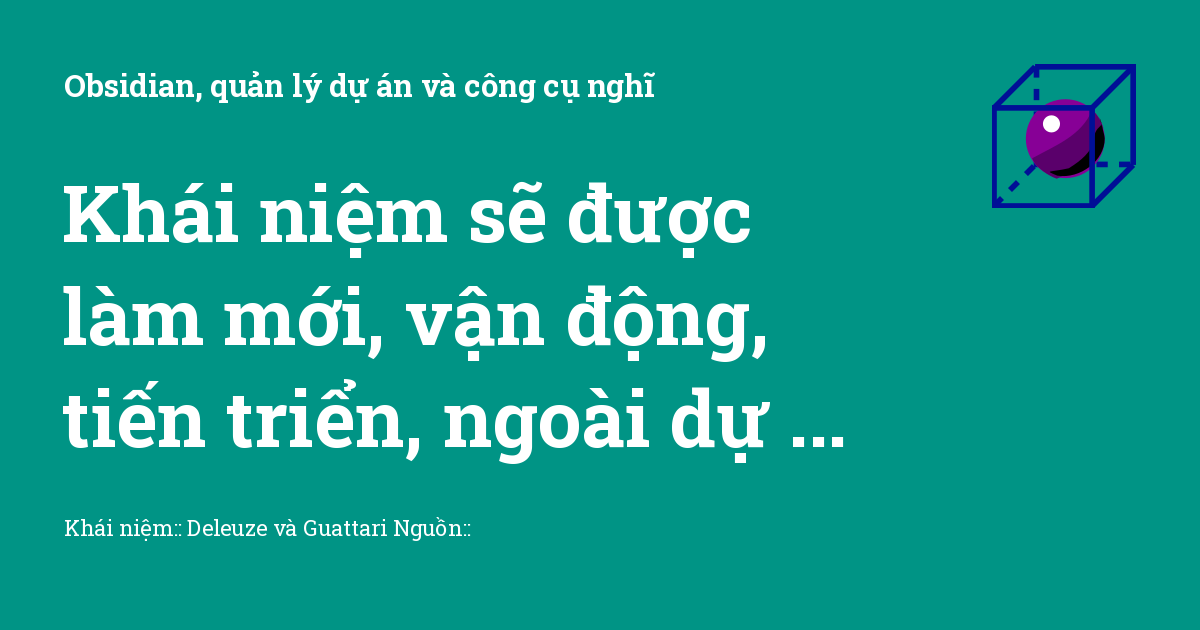 Obsidian, quản lý dự án và công cụ nghĩ
Khái niệm sẽ được
làm mới, vận động,
tiến triển, ngoài dự ...
Khái niệm:: Deleuze và Guattari Nguồn::